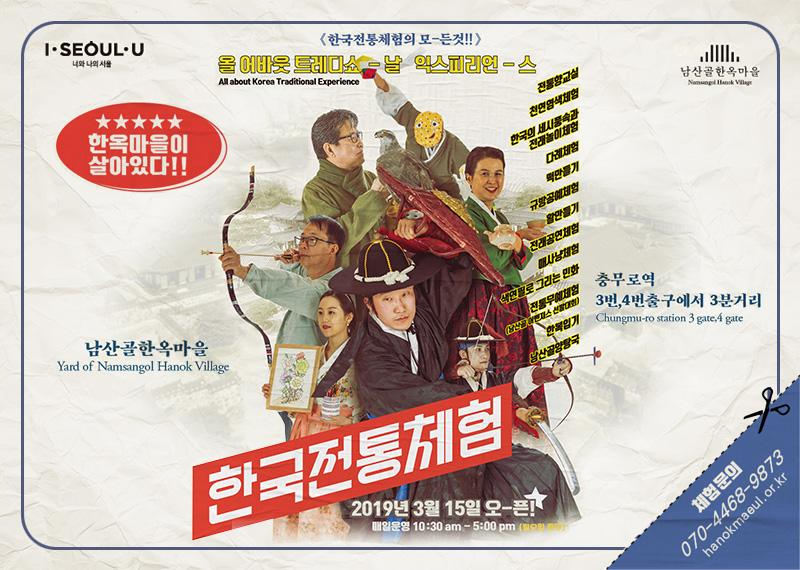 I·SEOUL·U
너와 나의 서울
《한국전통체험의 모-든것!!》
올 어바웃 트레디쇼-날 익스피리언-스
All about Korea Traditional Experience
남산골한옥마을
Namsangol Hanok Village
★★★★★
한옥마을이
살아있다!!
전통향교실
천연염색체험
한국의 세시풍속과
전래놀이체험
다례체험
떡만들기
규방공예체험
활만들기
전래공연체험
매사냥체험
색연필로 그리는 민화
전통무예체험
한복입기
남산골양탕국
충무로역
3번,4번출구에서 3분거리
Chungmu-ro station 3 gate,4 gate
남산골한옥마을
Yard of Namsangol Hanok Village
한국전통체험
2019년 3월 15일 오-픈!
매일운영 10:30 am - 5:00 pm (월요일 휴관)
체험문의
070-4468-9873
hanokmaeul.or.kr